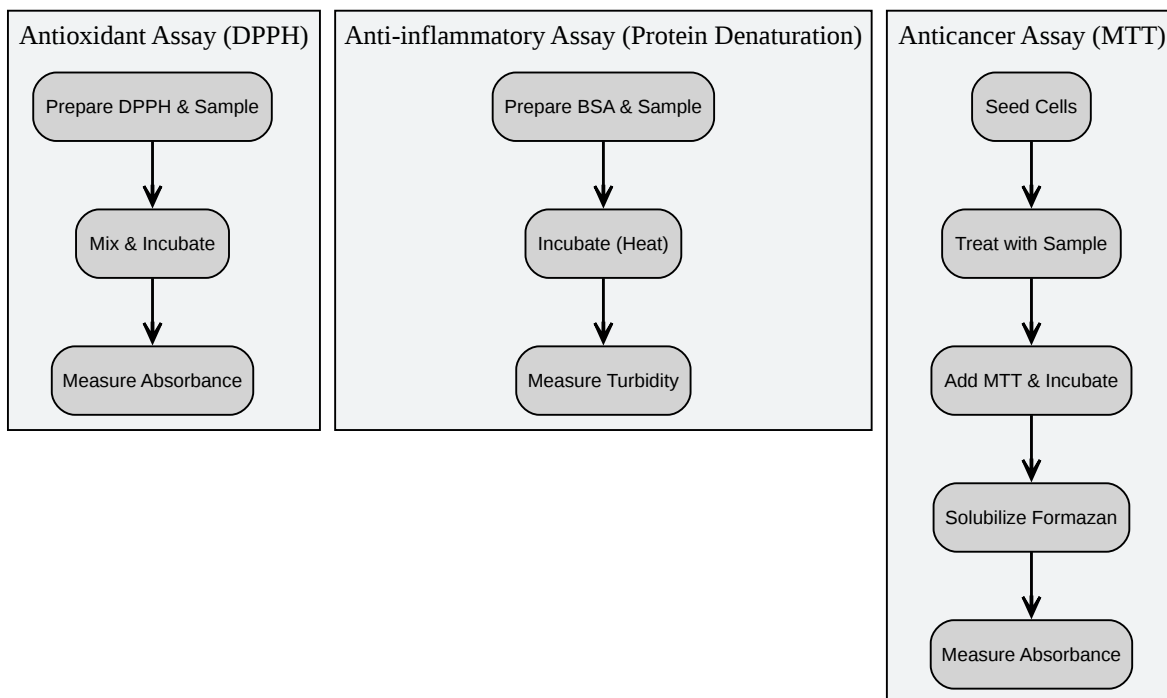 Antioxidant Assay (DPPH)
Prepare DPPH & Sample
Mix & Incubate
Measure Absorbance
Anti-inflammatory Assay (Protein Denaturation)
Prepare BSA & Sample
Incubate (Heat)
Measure Turbidity
Anticancer Assay (MTT)
Seed Cells
Treat with Sample
Add MTT & Incubate
Solubilize Formazan
Measure Absorbance